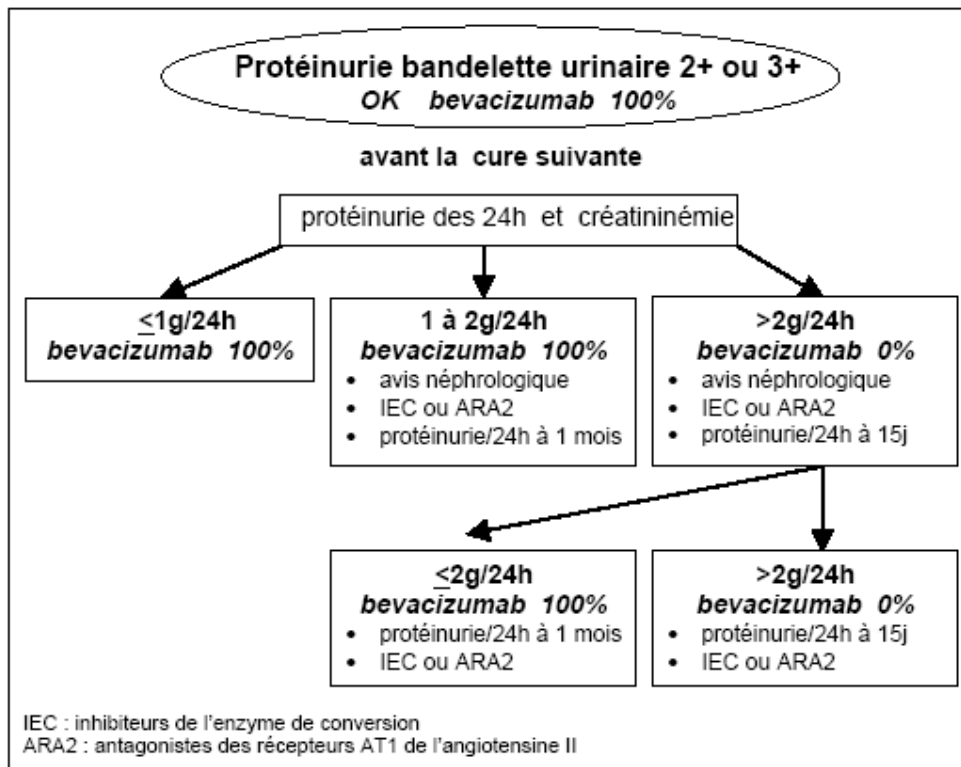 Protéinurie bandelette urinaire 2+ ou 3+
OK bevacizumab 100%
avant la cure suivante
protéinurie des 24h et créatininémie
≤1g/24h
bevacizumab 100%
1 à 2g/24h
bevacizumab 100%
• avis néphrologique
• IEC ou ARA2
• protéinurie/24h à 1 mois
>2g/24h
bevacizumab 0%
• avis néphrologique
• IEC ou ARA2
• protéinurie/24h à 15j
≤2g/24h
bevacizumab 100%
• protéinurie/24h à 1 mois
• IEC ou ARA2
>2g/24h
bevacizumab 0%
• protéinurie/24h à 15j
• IEC ou ARA2
IEC : inhibiteurs de l'enzyme de conversion
ARA2 : antagonistes des récepteurs AT1 de l'angiotensine II